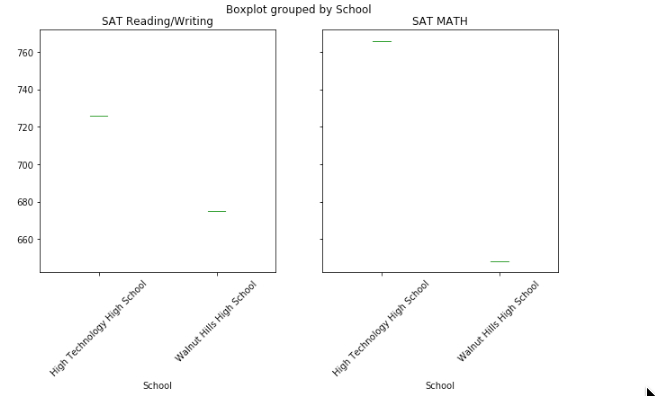 Boxplot grouped by School
SAT Reading/Writing
SAT MATH
760
740
720
700
680
660
High Technology High School
Walnut Hills High School
High Technology High School
Walnut Hills High School
School
School